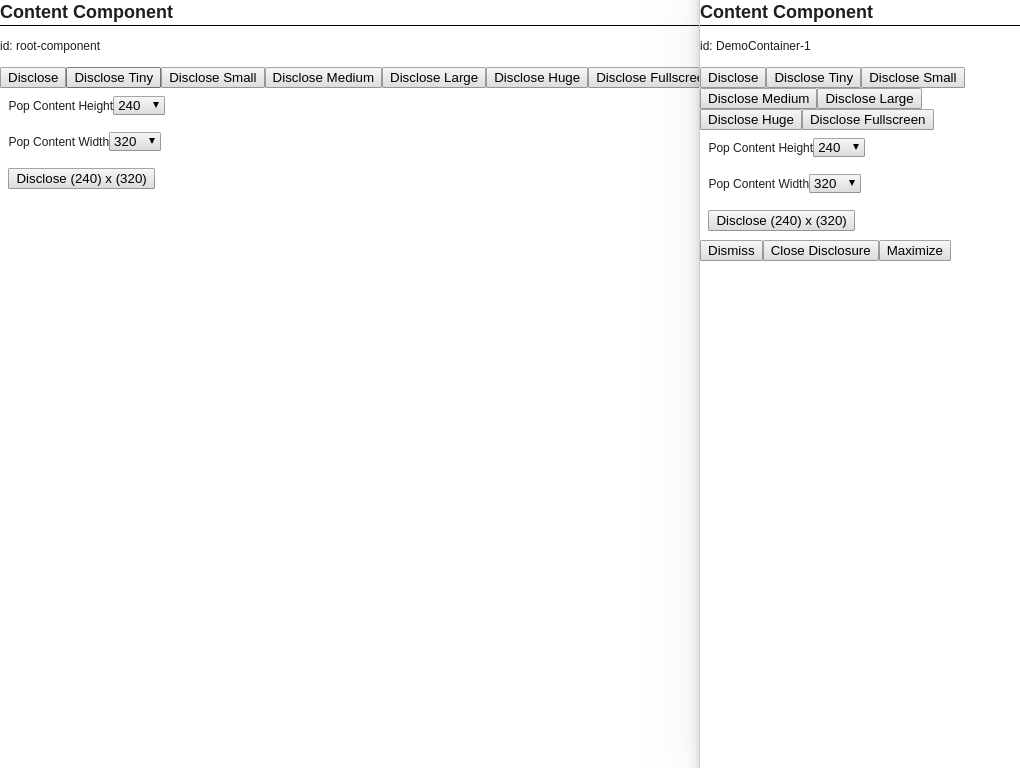 Content Component
id: root-component
Disclose Disclose Tiny Disclose Small Disclose Medium Disclose Large Disclose Huge Disclose Fullscree
Pop Content Height 240
Pop Content Width 320
Disclose (240) x (320)
Content Component
id: DemoContainer-1
Disclose Disclose Tiny Disclose Small
Disclose Medium Disclose Large
Disclose Huge Disclose Fullscreen
Pop Content Height 240
Pop Content Width 320
Disclose (240) x (320)
Dismiss Close Disclosure Maximize